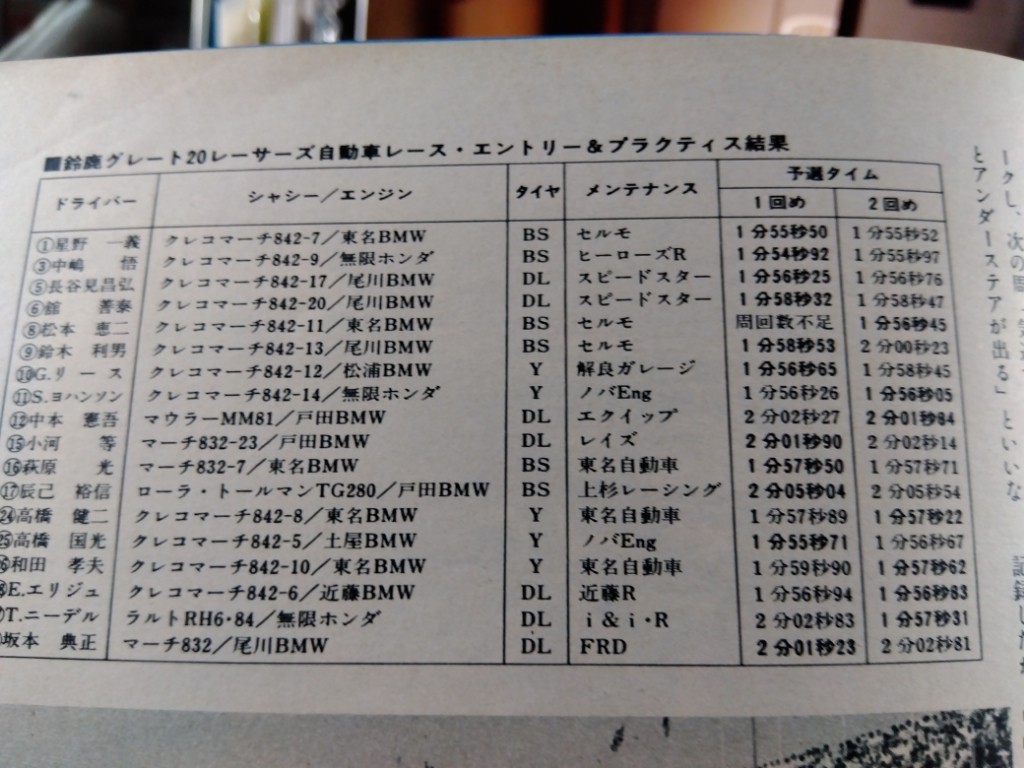 ■鈴鹿グレート20レーサーズ自動車レース・エントリー＆プラクティス結果
ドライバー シャシー／エンジン タイヤ メンテナンス 予選タイム
1回め 2回め
①星野 一義 クレコマーチ842-7／東名BMW BS セルモ 1分55秒50 1分55秒52
③中嶋 悟 クレコマーチ842-9／無限ホンダ BS ヒーローズR 1分54秒92 1分55秒97
⑤長谷見昌弘 クレコマーチ842-17／尾川BMW DL スピードスター 1分56秒25 1分56秒76
⑥舘 善泰 クレコマーチ842-20／尾川BMW DL スピードスター 1分58秒32 1分58秒47
⑧松本 恵二 クレコマーチ842-11／東名BMW BS セルモ 周回数不足 1分56秒45
⑨鈴木 利男 クレコマーチ842-13／尾川BMW BS セルモ 1分58秒53 2分00秒23
⑩G.リース クレコマーチ842-12／松浦BMW Y 解良ガレージ 1分56秒65 1分58秒45
⑪S.ヨハンソン クレコマーチ842-14／無限ホンダ Y ノバEng 1分56秒26 1分56秒05
⑫中本 憲吾 マウラーMM81／戸田BMW DL エクイップ 2分02秒27 2分01秒84
⑮小河 等 マーチ832-23／戸田BMW DL レイズ 2分01秒90 2分02秒14
⑯萩原 光 マーチ832-7／東名BMW BS 東名自動車 1分57秒50 1分57秒71
⑰辰己 裕信 ローラ・トールマンTG280／戸田BMW BS 上杉レーシング 2分05秒04 2分05秒54
㉔高橋 健二 クレコマーチ842-8／東名BMW Y 東名自動車 1分57秒89 1分57秒22
高橋 国光 クレコマーチ842-5／土屋BMW Y ノバEng 1分55秒71 1分56秒67
和田 孝夫 クレコマーチ842-10／東名BMW Y 東名自動車 1分59秒90 1分57秒62
E.エリジュ クレコマーチ842-6／近藤BMW DL 近藤R 1分56秒94 1分56秒83
T.ニーデル ラルトRH6・84／無限ホンダ DL i＆i・R 2分02秒83 1分57秒31
坂本 典正 マーチ832／尾川BMW DL FRD 2分01秒23 2分02秒81
とアンダーステアが出る」といいな